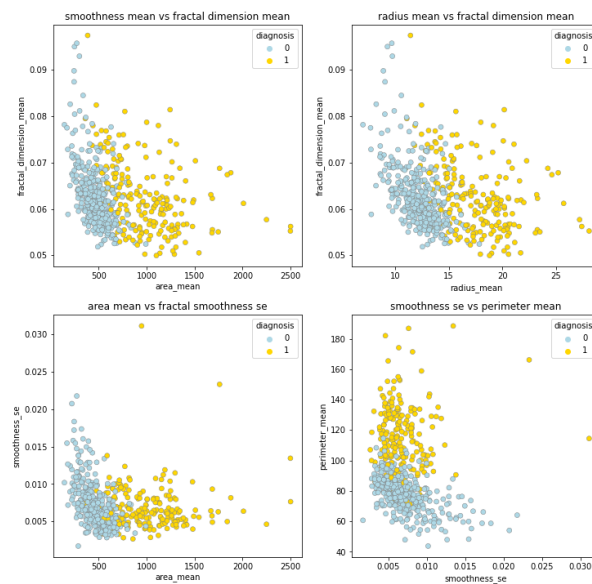 smoothness mean vs fractal dimension mean
diagnosis
0
1
0.09
0.08
0.07
0.06
0.05
fractal_dimension_mean
500 1000 1500 2000 2500
area_mean
radius mean vs fractal dimension mean
diagnosis
0
1
0.09
0.08
0.07
0.06
0.05
fractal_dimension_mean
10 15 20 25
radius_mean
area mean vs fractal smoothness se
diagnosis
0
1
0.030
0.025
0.020
0.015
0.010
0.005
smoothness_se
500 1000 1500 2000 2500
area_mean
smoothness se vs perimeter mean
diagnosis
0
1
180
160
140
120
100
80
60
40
perimeter_mean
0.005 0.010 0.015 0.020 0.025 0.030
smoothness_se